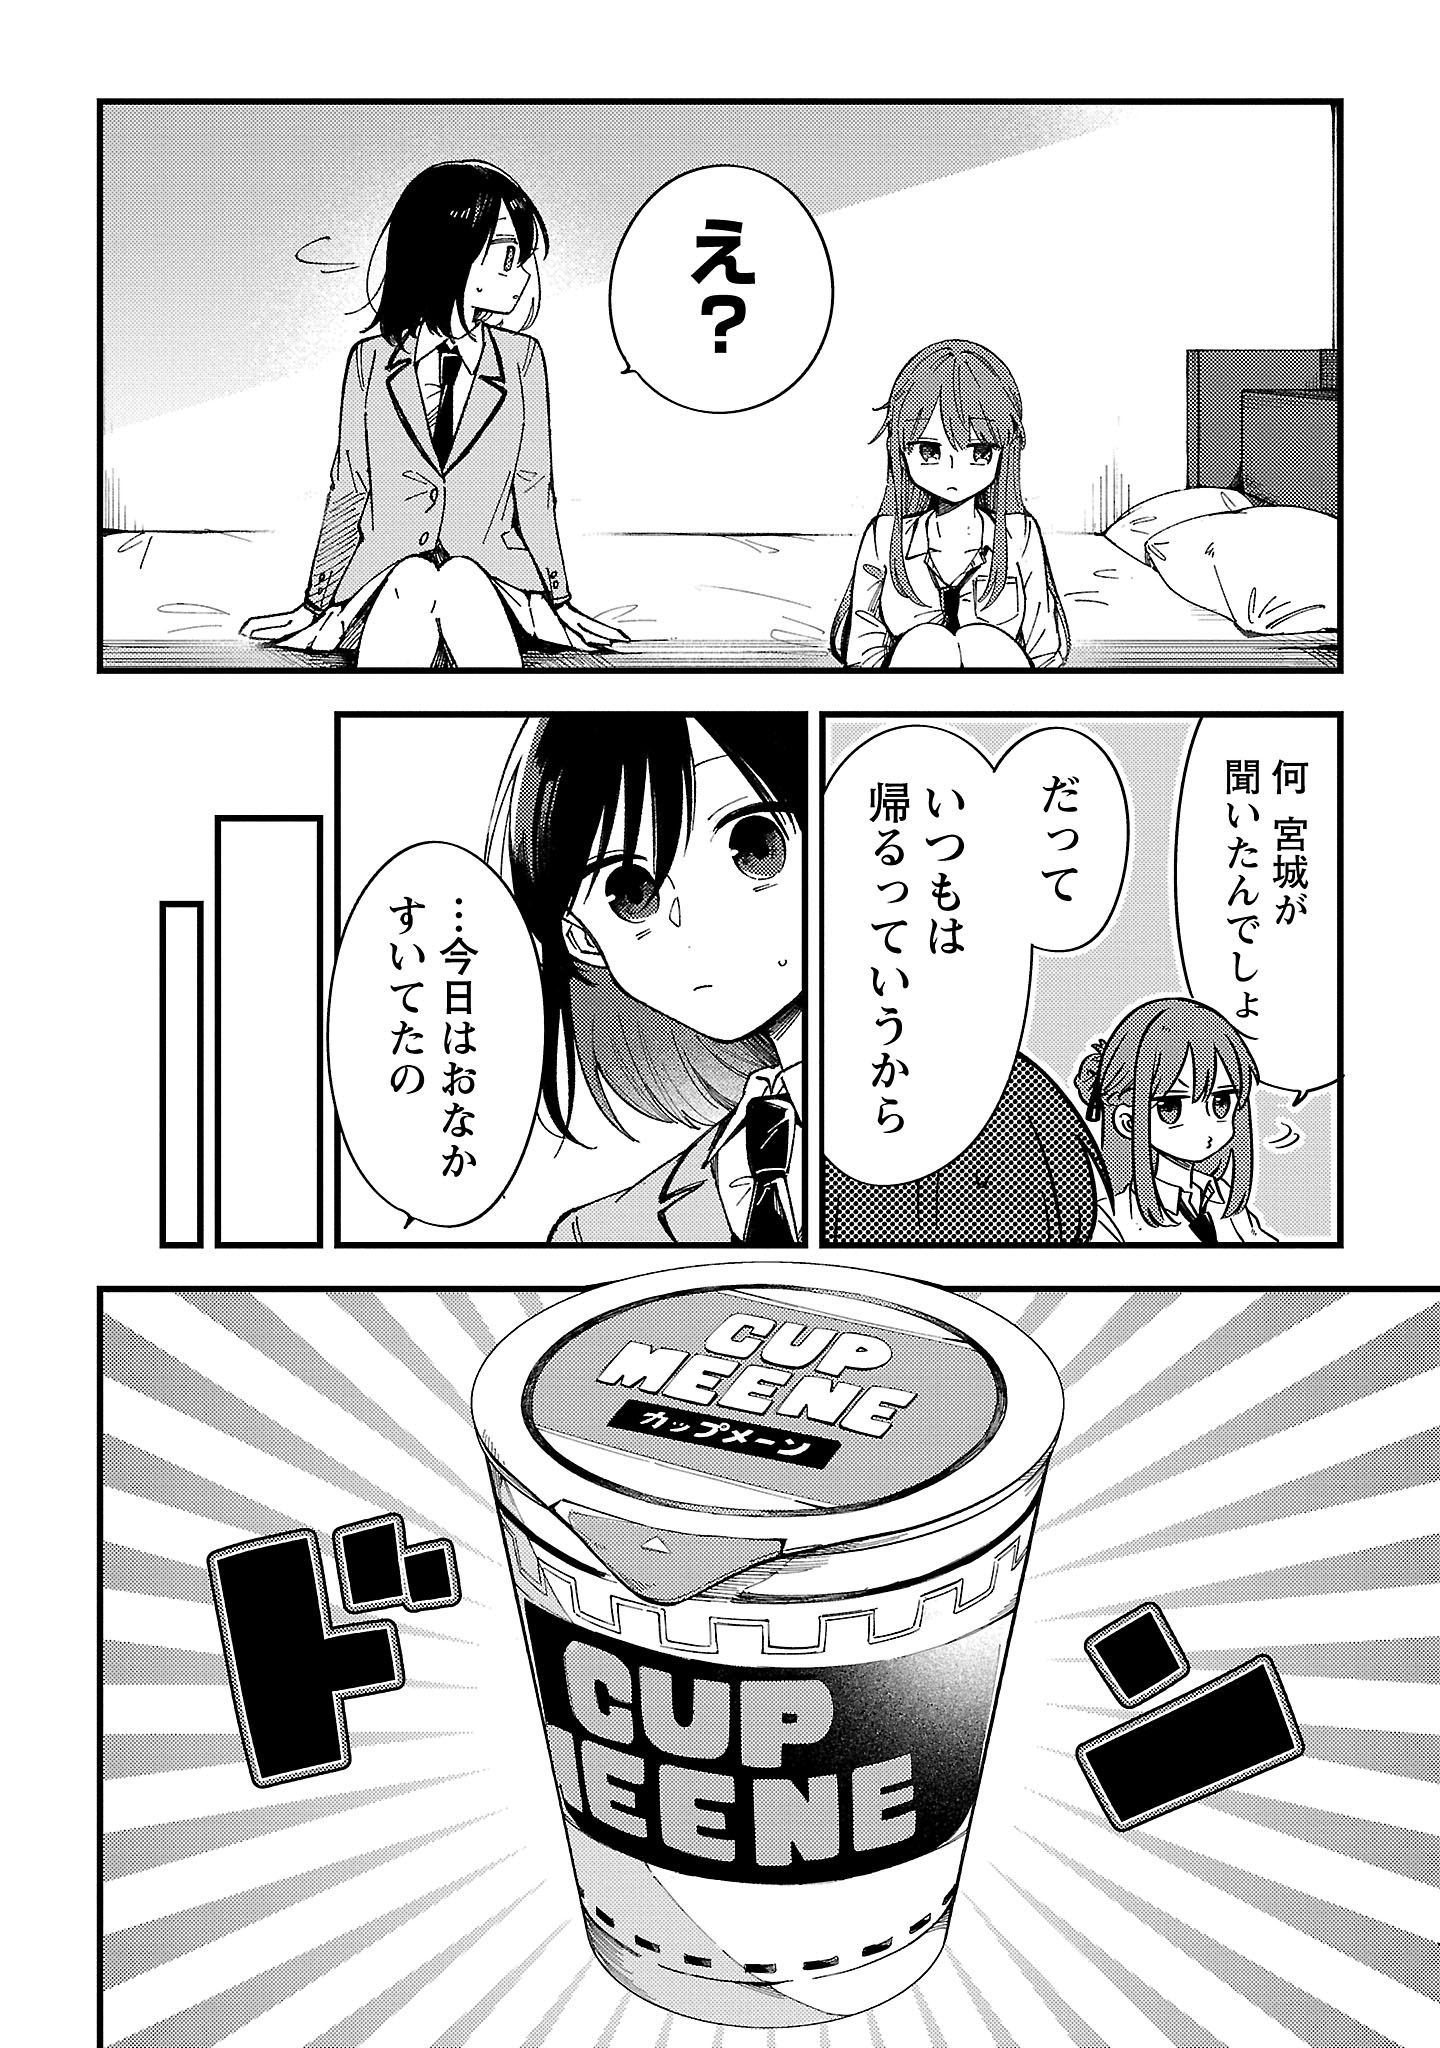 え？
何 宮城が
聞いたんでしょ
だって
いつもは
帰るっていうから
…今日はおなか
すいてたの
CUP
MEENE
カップメーン
CUP
MEENE
ドン